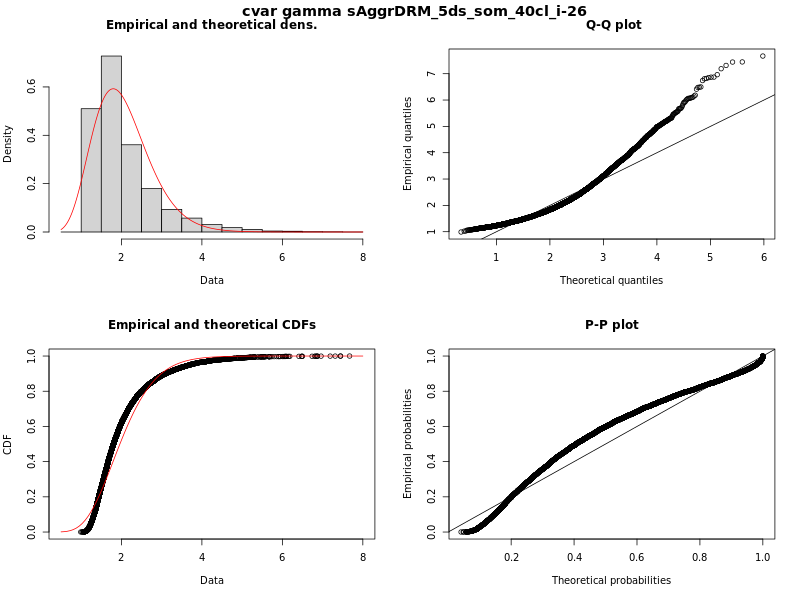 cvar gamma sAggrDRM_5ds_som_40cl_i-26
Empirical and theoretical dens.
Density
0.0 0.2 0.4 0.6
2 4 6 8
Data
Q-Q plot
Empirical quantiles
1 2 3 4 5 6 7
1 2 3 4 5 6
Theoretical quantiles
Empirical and theoretical CDFs
CDF
0.0 0.2 0.4 0.6 0.8 1.0
2 4 6 8
Data
P-P plot
Empirical probabilities
0.0 0.2 0.4 0.6 0.8 1.0
0.2 0.4 0.6 0.8 1.0
Theoretical probabilities